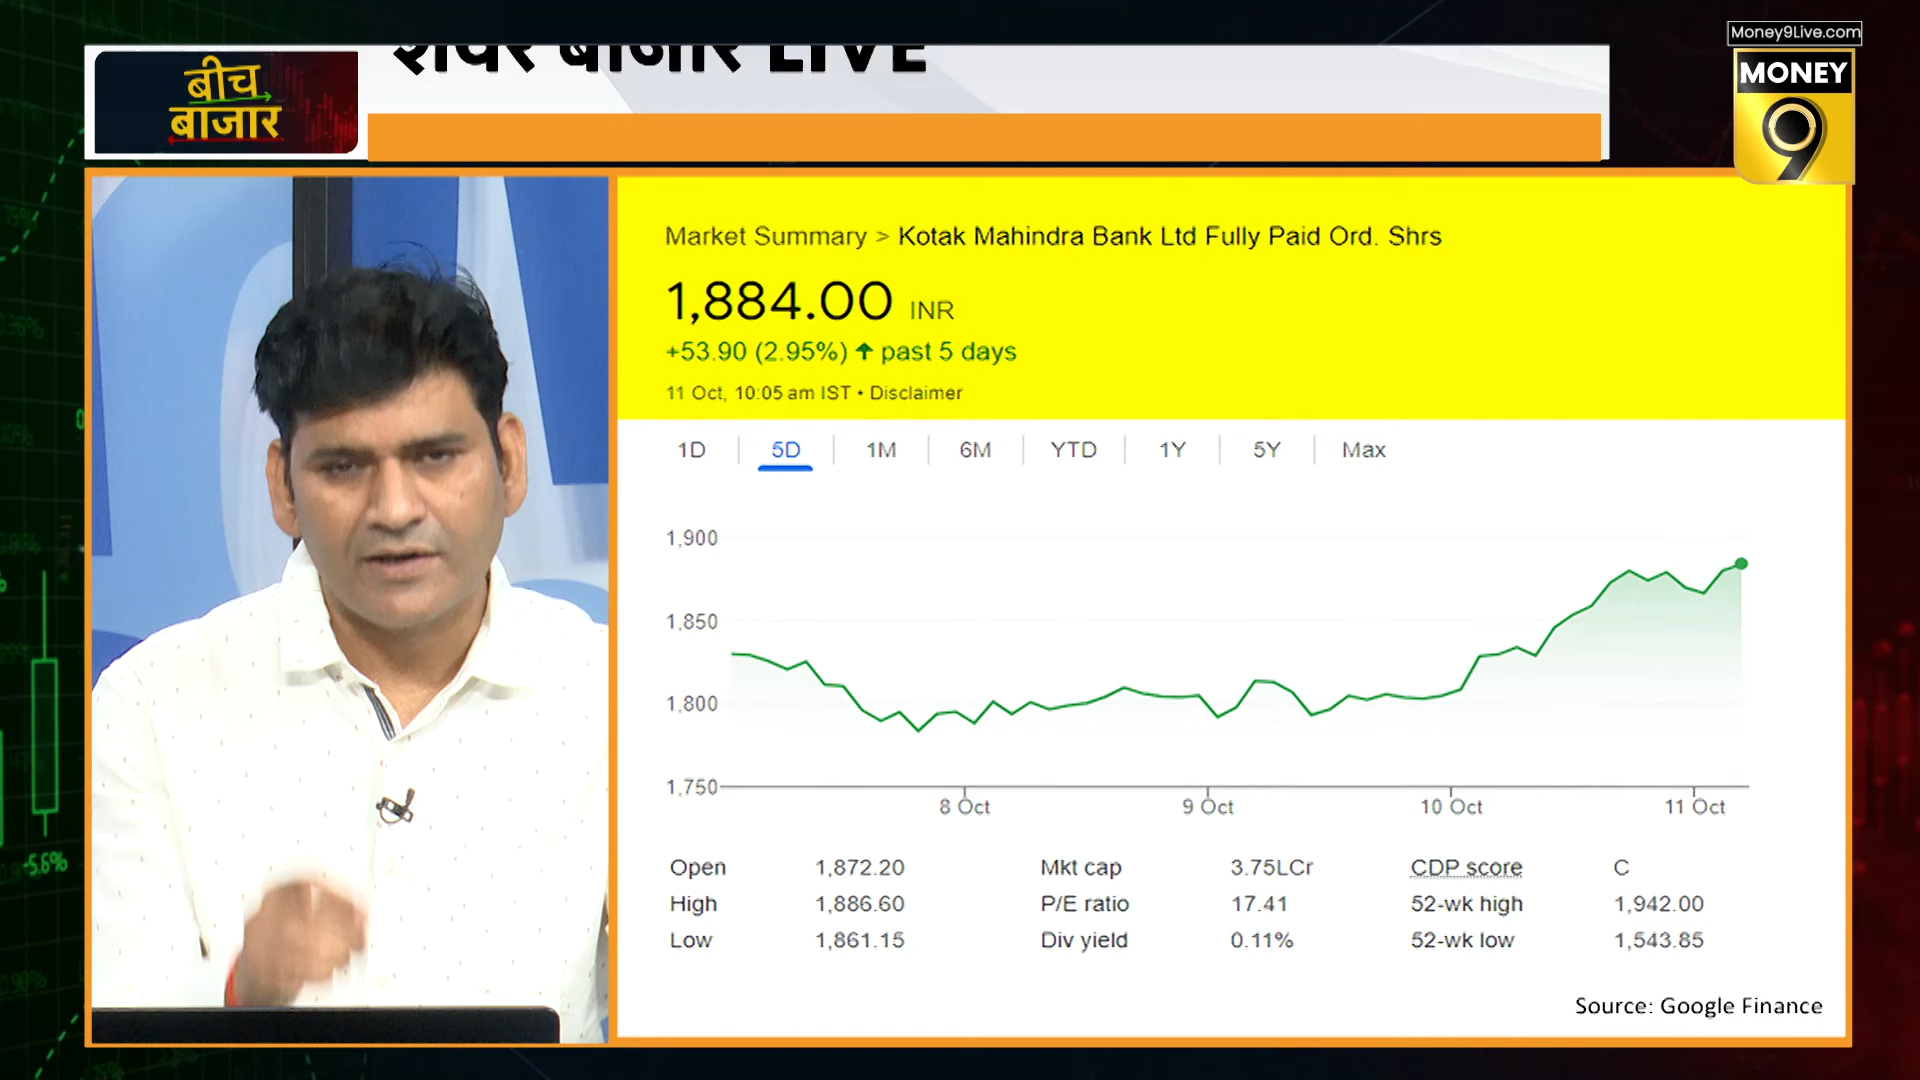 Money9Live.com
शेयर बाजार LIVE
बीच
बाजार
MONEY
9
Market Summary > Kotak Mahindra Bank Ltd Fully Paid Ord. Shrs
1,884.00 INR
+53.90 (2.95%) ↑ past 5 days
11 Oct, 10:05 am IST • Disclaimer
1D 5D 1M 6M YTD 1Y 5Y Max
1,900
1,850
1,800
1,750
8 Oct 9 Oct 10 Oct 11 Oct
Open 1,872.20 Mkt cap 3.75LCr CDP score C
High 1,886.60 P/E ratio 17.41 52-wk high 1,942.00
Low 1,861.15 Div yield 0.11% 52-wk low 1,543.85
-5.6%
Source: Google Finance